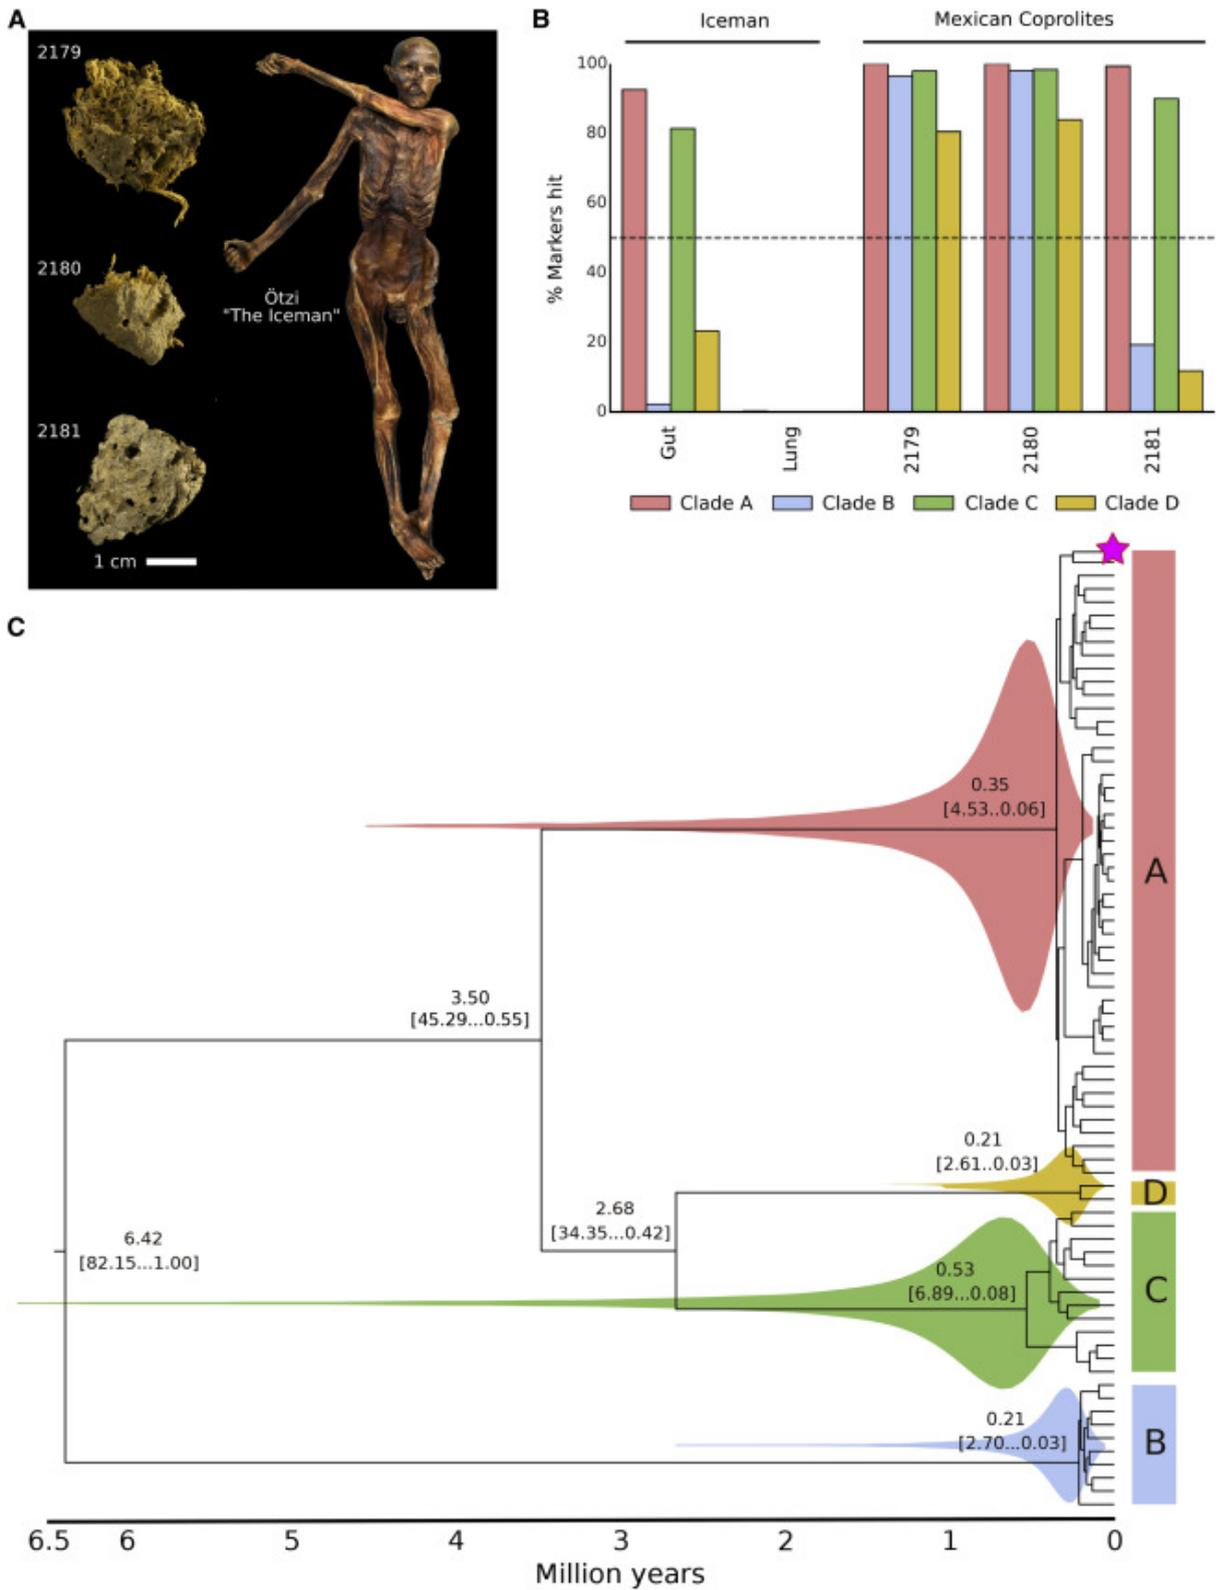 A
2179
2180
2181
Ötzi
"The Iceman"
1 cm
B
Iceman
Mexican Coprolites
% Markers hit
100
80
60
40
20
0
Gut
Lung
2179
2180
2181
Clade A
Clade B
Clade C
Clade D
C
0.35
[4.53..0.06]
3.50
[45.29...0.55]
0.21
[2.61..0.03]
2.68
[34.35...0.42]
6.42
[82.15...1.00]
0.53
[6.89...0.08]
0.21
[2.70...0.03]
A
D
C
B
6.5 6 5 4 3 2 1 0
Million years